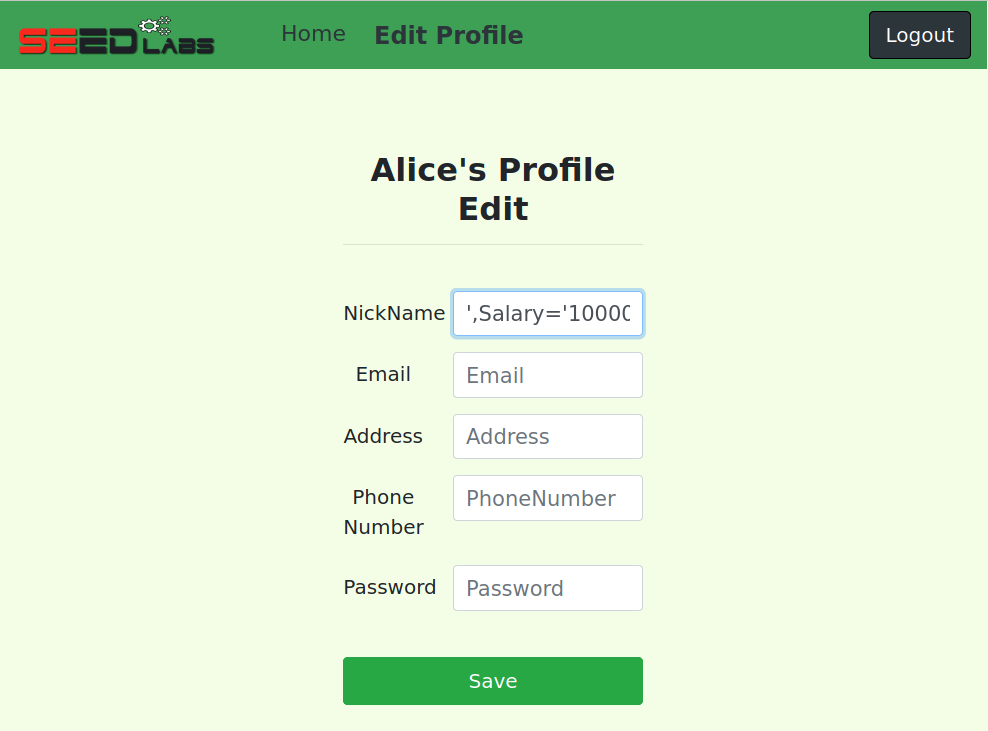 SEED LABS Home Edit Profile Logout
Alice's Profile
Edit
NickName ',Salary='10000
Email Email
Address Address
Phone
Number PhoneNumber
Password Password
Save